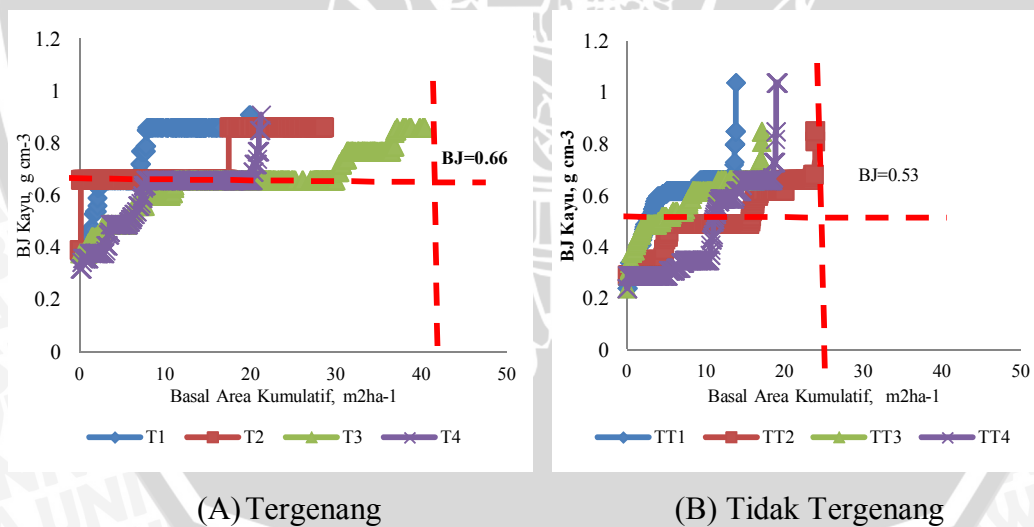 1.2
1
0.8
0.6
0.4
0.2
0
BJ Kayu, g cm-3
BJ=0.66
0 10 20 30 40 50
Basal Area Kumulatif, m2ha-1
T1 T2 T3 T4
(A) Tergenang
1.2
1
0.8
0.6
0.4
0.2
0
BJ Kayu, g cm-3
BJ=0.53
0 10 20 30 40 50
Basal Area Kumulatif, m2ha-1
TT1 TT2 TT3 TT4
(B) Tidak Tergenang